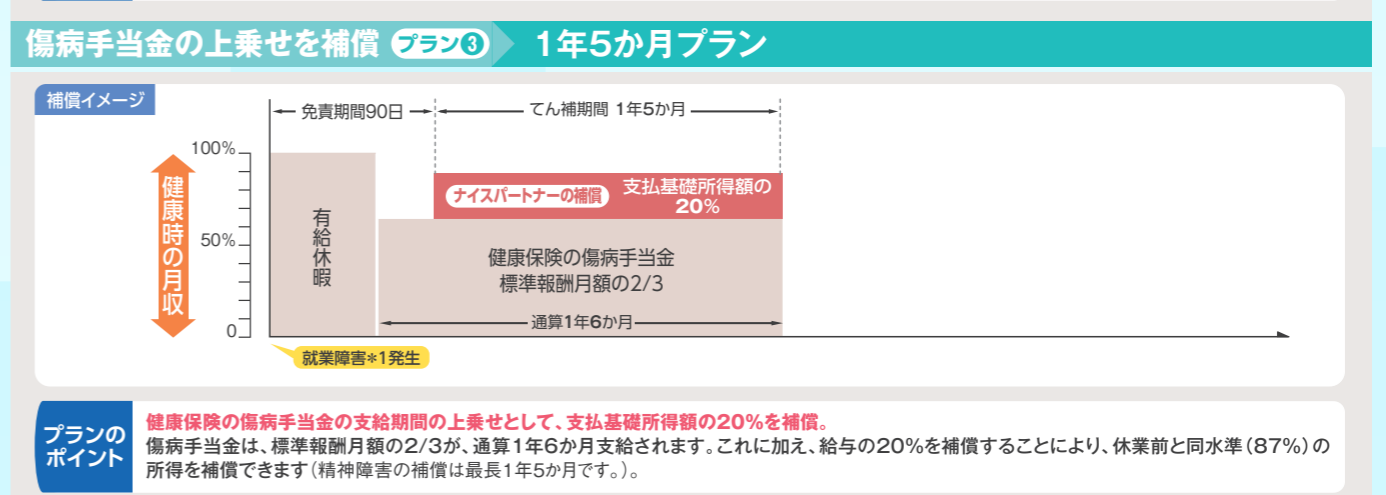 傷病手当金の上乗せを補償 プラン③ 1年5か月プラン
補償イメージ
免責期間90日
てん補期間 1年5か月
100%
50%
0
健康時の月収
有給休暇
ナイスパートナーの補償
支払基礎所得額の
20%
健康保険の傷病手当金
標準報酬月額の2/3
通算1年6か月
就業障害*1発生
プランの
ポイント
健康保険の傷病手当金の支給期間の上乗せとして、支払基礎所得額の20%を補償。
傷病手当金は、標準報酬月額の2/3が、通算1年6か月支給されます。これに加え、給与の20%を補償することにより、休業前と同水準(87%)の
所得を補償できます(精神障害の補償は最長1年5か月です。)。